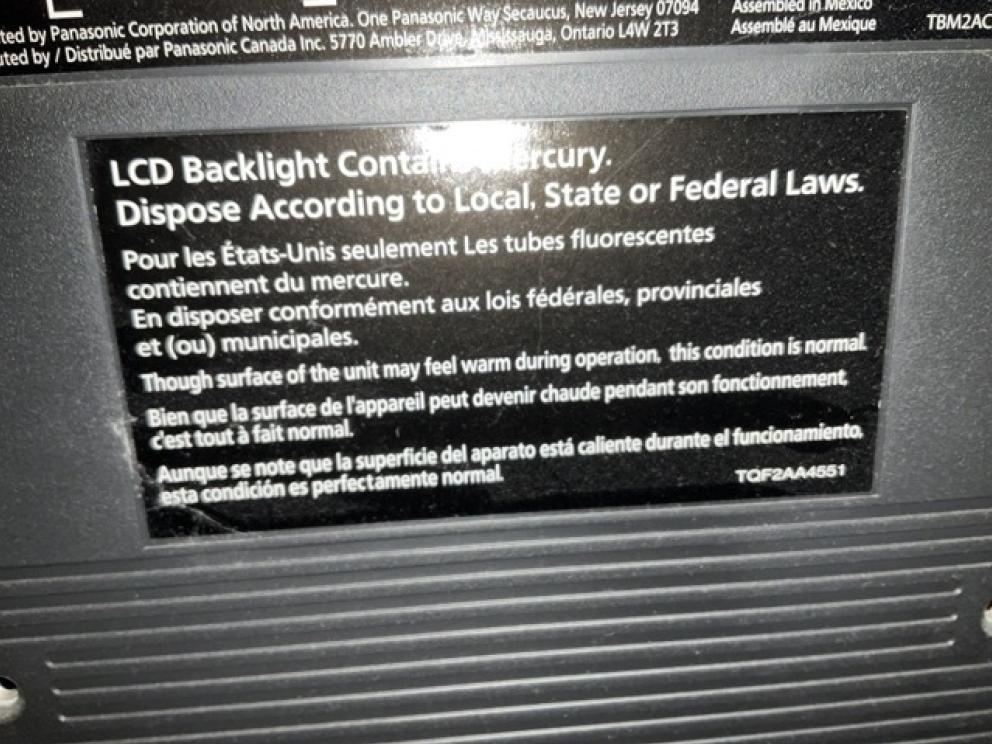 ted by Panasonic Corporation of North America. One Panasonic Way Secaucus, New Jersey 07094
uted by / Distribué par Panasonic Canada Inc. 5770 Ambler Drive, Mississauga, Ontario L4W 2T3
Assembled in Mexico
Assemblé au Mexique
TBM2AC
LCD Backlight Contains Mercury.
Dispose According to Local, State or Federal Laws.
Pour les États-Unis seulement Les tubes fluorescentes
contiennent du mercure.
En disposer conformément aux lois fédérales, provinciales
et (ou) municipales.
Though surface of the unit may feel warm during operation, this condition is normal.
Bien que la surface de l'appareil peut devenir chaude pendant son fonctionnement,
c'est tout à fait normal.
Aunque se note que la superficie del aparato está caliente durante el funcionamiento,
esta condición es perfectamente normal.
TQF2AA4551